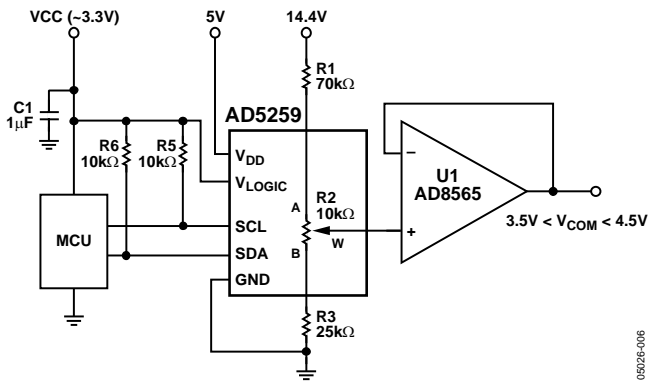 VCC (~3.3V)
5V
14.4V
R1
70kΩ
C1
1μF
AD5259
R6
10kΩ
R5
10kΩ
VDD
VLOGIC
SCL
SDA
GND
MCU
A
R2
10kΩ
B
W
R3
25kΩ
–
+
U1
AD8565
3.5V < VCOM < 4.5V
05026-006